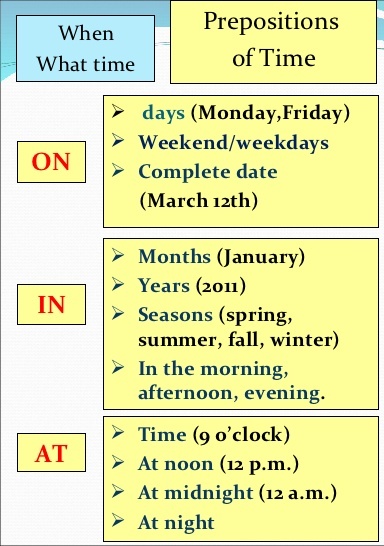 When
What time
Prepositions
of Time
ON
➢ days (Monday,Friday)
➢ Weekend/weekdays
➢ Complete date
(March 12th)
IN
➢ Months (January)
➢ Years (2011)
➢ Seasons (spring,
summer, fall, winter)
➢ In the morning,
afternoon, evening.
AT
➢ Time (9 o’clock)
➢ At noon (12 p.m.)
➢ At midnight (12 a.m.)
➢ At night